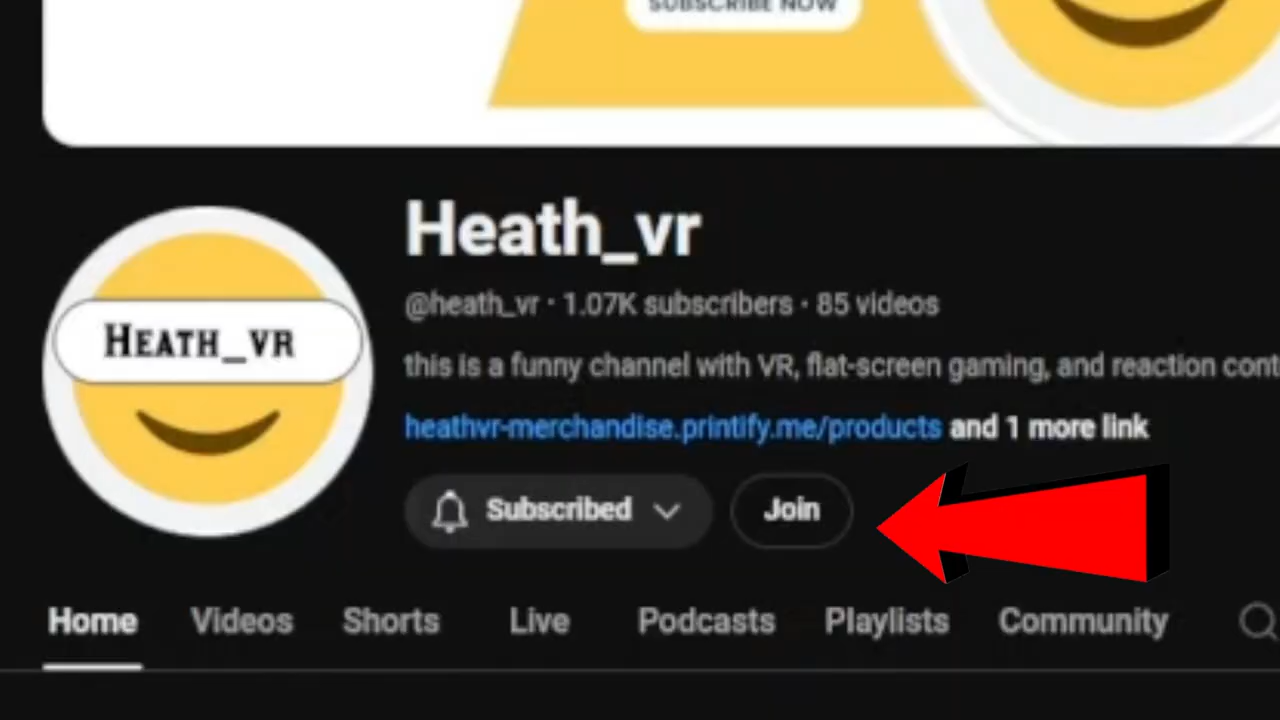 SUBSCRIBE NOW
HEATH_VR
Heath_vr
@heath_vr · 1.07K subscribers · 85 videos
this is a funny channel with VR, flat-screen gaming, and reaction cont
heathvr-merchandise.printify.me/products and 1 more link
Subscribed
Join
Home Videos Shorts Live Podcasts Playlists Community